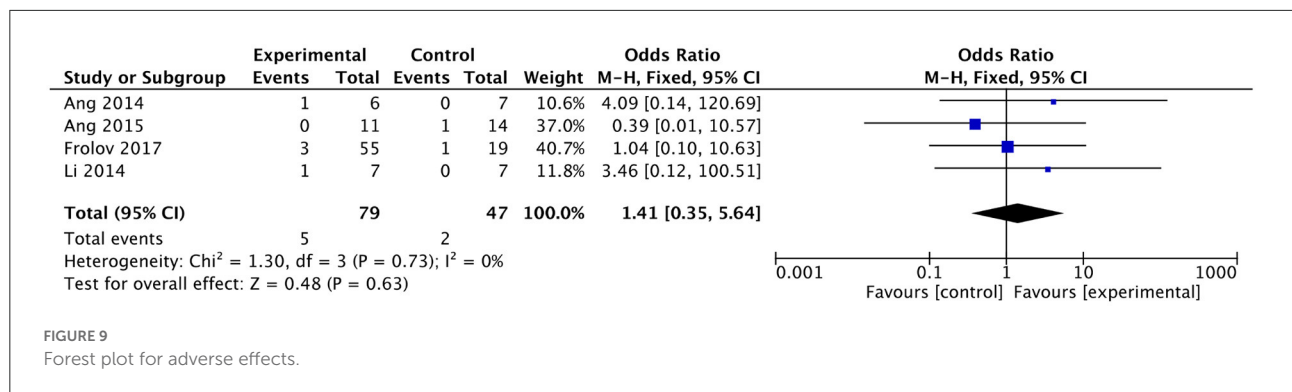 Experimental Control Odds Ratio Odds Ratio
Study or Subgroup Events Total Events Total Weight M-H, Fixed, 95% CI M-H, Fixed, 95% CI
Ang 2014 1 6 0 7 10.6% 4.09 [0.14, 120.69]
Ang 2015 0 11 1 14 37.0% 0.39 [0.01, 10.57]
Frolov 2017 3 55 1 19 40.7% 1.04 [0.10, 10.63]
Li 2014 1 7 0 7 11.8% 3.46 [0.12, 100.51]
Total (95% CI) 79 47 100.0% 1.41 [0.35, 5.64]
Total events 5 2
Heterogeneity: Chi² = 1.30, df = 3 (P = 0.73); I² = 0%
Test for overall effect: Z = 0.48 (P = 0.63)
0.001 0.1 1 10 1000
Favours [control] Favours [experimental]
FIGURE 9
Forest plot for adverse effects.